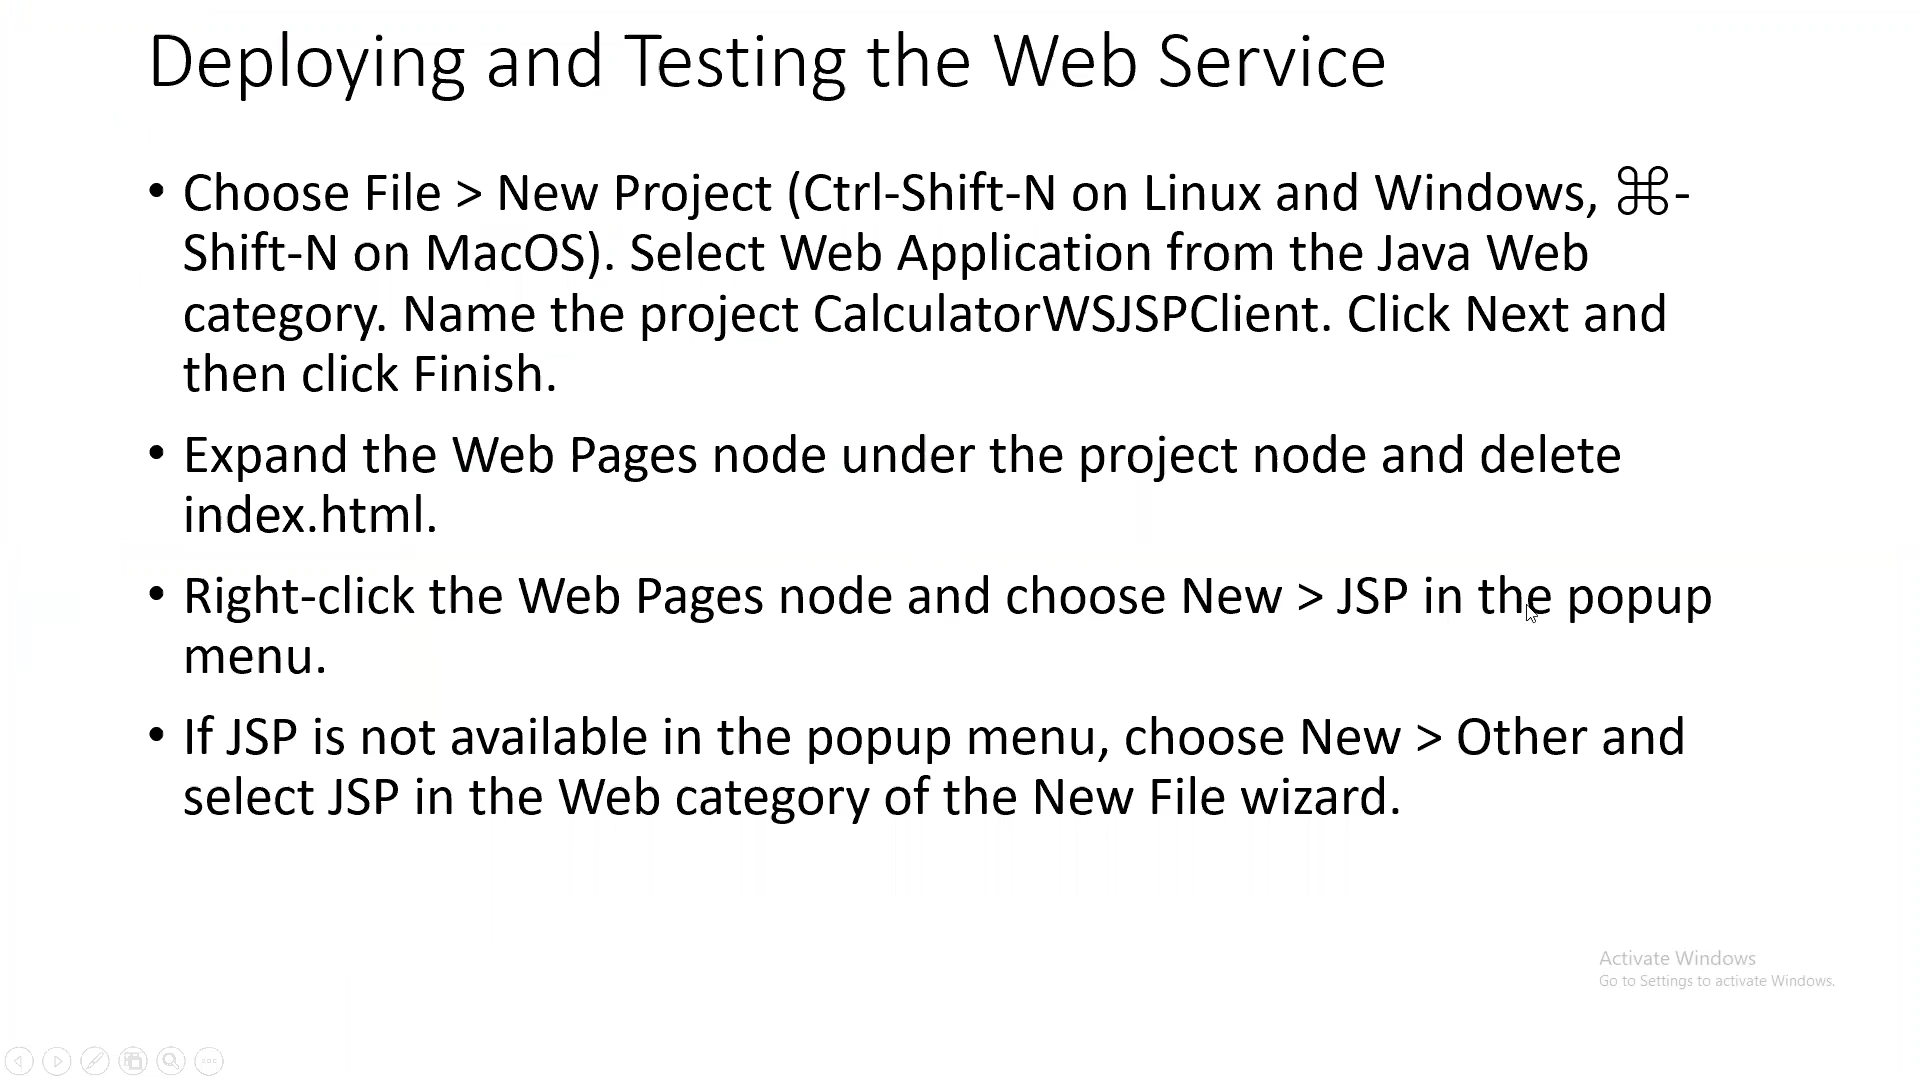 Deploying and Testing the Web Service
• Choose File > New Project (Ctrl-Shift-N on Linux and Windows, ⌘-
Shift-N on MacOS). Select Web Application from the Java Web
category. Name the project CalculatorWSJSPClient. Click Next and
then click Finish.
• Expand the Web Pages node under the project node and delete
index.html.
• Right-click the Web Pages node and choose New > JSP in the popup
menu.
• If JSP is not available in the popup menu, choose New > Other and
select JSP in the Web category of the New File wizard.
Activate Windows
Go to Settings to activate Windows.